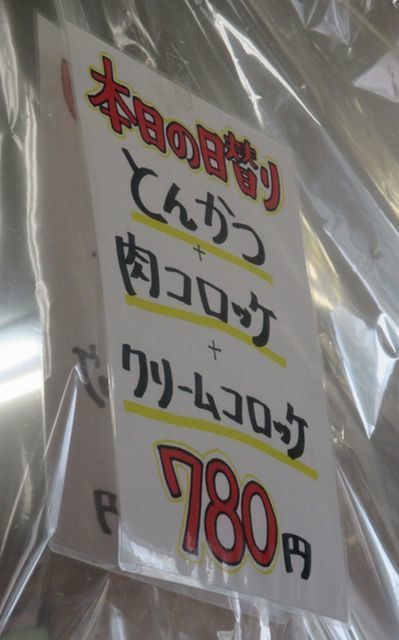 本日の日替り
とんかつ
+
肉コロッケ
+
クリームコロッケ
780円
円